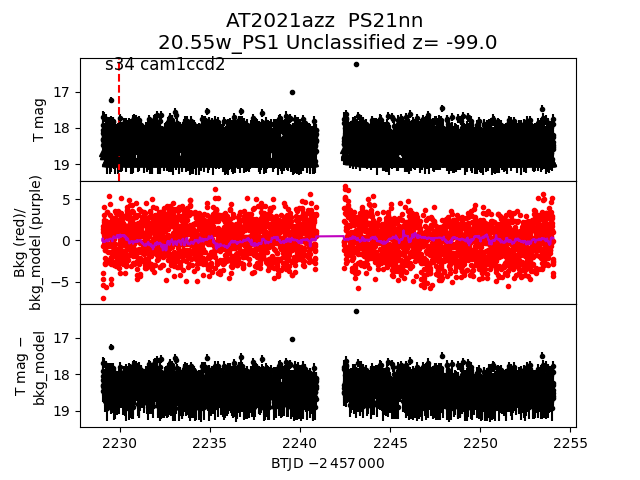 AT2021azz  PS21nn
20.55w_PS1 Unclassified z= -99.0
s34 cam1ccd2
T mag
17
18
19
Bkg (red)/
bkg_model (purple)
5
0
−5
T mag −
bkg_model
17
18
19
2230 2235 2240 2245 2250 2255
BTJD −2 457 000